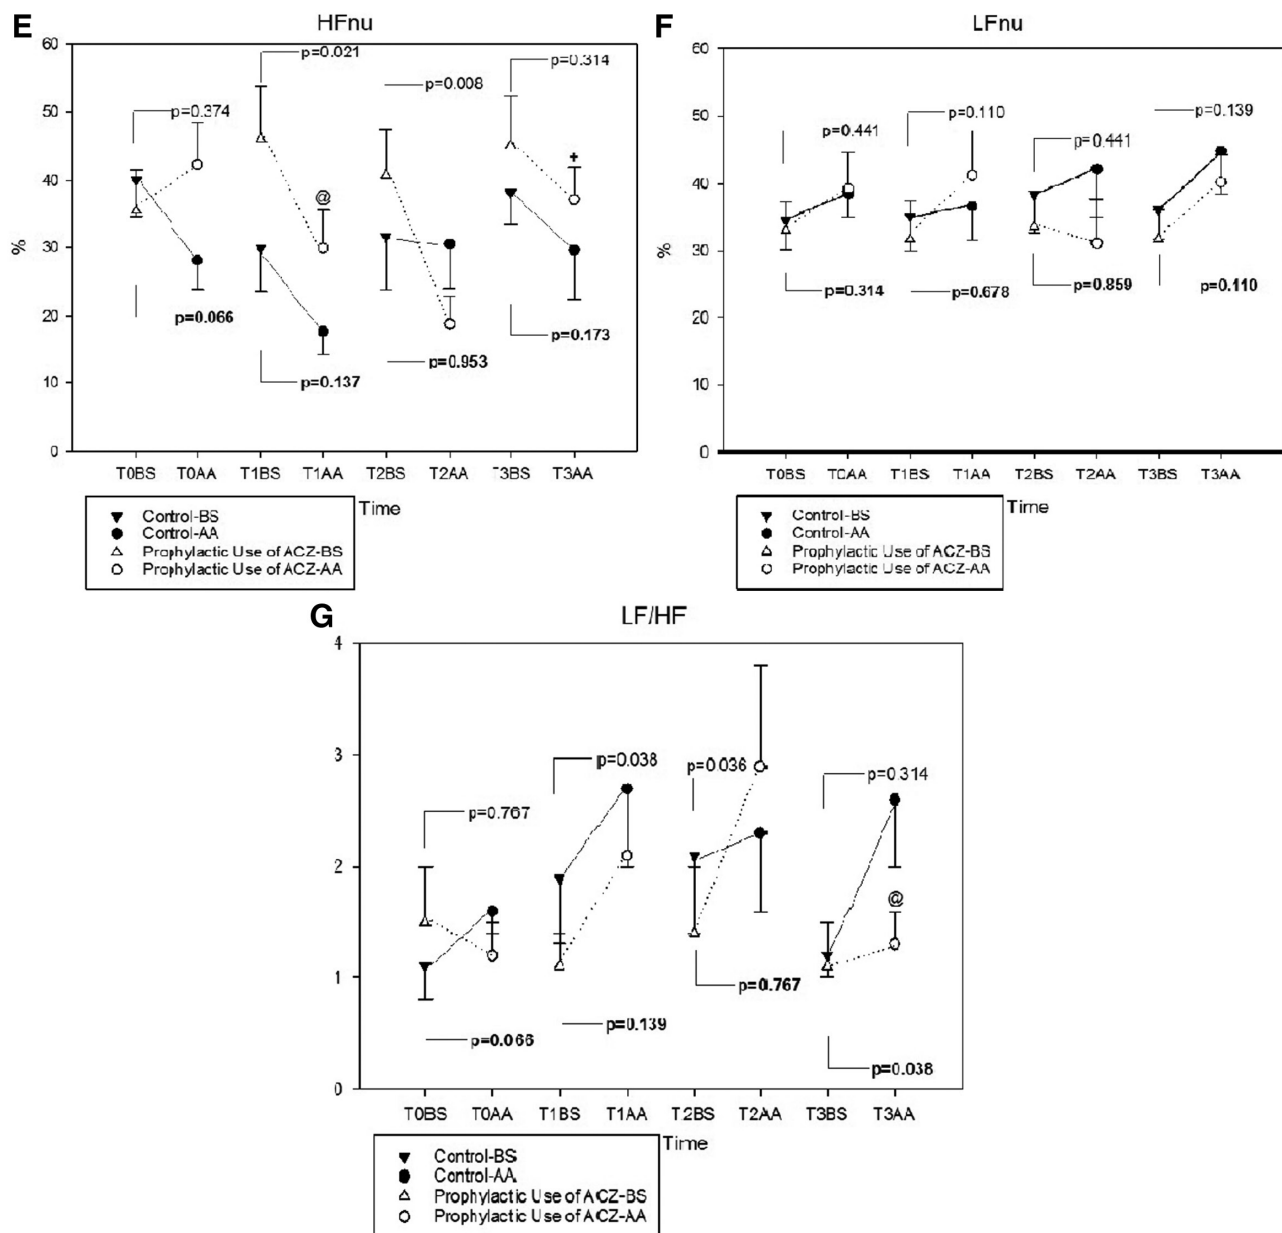 E
HFnu
60
50
40
30
20
10
0
%
p=0.021
p=0.314
p=0.008
p=0.374
@
+
p=0.066
p=0.173
p=0.953
p=0.137
T0BS T0AA T1BS T1AA T2BS T2AA T3BS T3AA
Time
Control-BS
Control-AA
Prophylactic Use of ACZ-BS
Prophylactic Use of ACZ-AA
F
LFnu
60
50
40
30
20
10
0
%
p=0.441
p=0.110
p=0.441
p=0.139
p=0.314
p=0.678
p=0.859
p=0.110
T0BS T0AA T1BS T1AA T2BS T2AA T3BS T3AA
Time
Control-BS
Control-AA
Prophylactic Use of ACZ-BS
Prophylactic Use of ACZ-AA
G
LF/HF
4
3
2
1
0
p=0.767
p=0.038
p=0.036
p=0.314
@
p=0.066
p=0.139
p=0.767
p=0.038
T0BS T0AA T1BS T1AA T2BS T2AA T3BS T3AA
Time
Control-BS
Control-AA
Prophylactic Use of ACZ-BS
Prophylactic Use of ACZ-AA